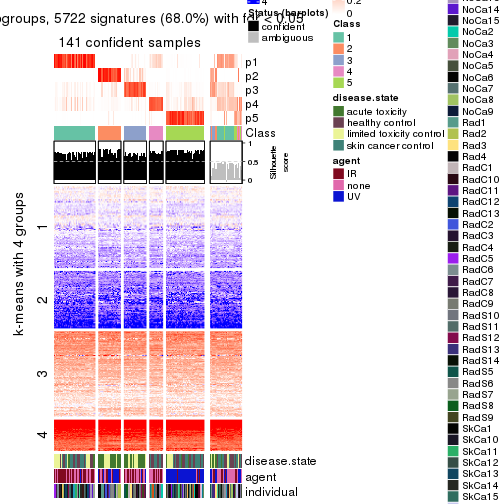 groups, 5722 signatures (68.0%) with fdr < 0.05
141 confident samples
p1
p2
p3
p4
p5
Class
1
0.5
0
Silhouette
score
k-means with 4 groups
1
2
3
4
disease.state
agent
individual
4
Status (barplots)
confident
ambiguous
0.2
0
Class
1
2
3
4
5
disease.state
acute toxicity
healthy control
limited toxicity control
skin cancer control
agent
IR
none
UV
NoCa14
NoCa15
NoCa2
NoCa3
NoCa4
NoCa5
NoCa6
NoCa7
NoCa8
NoCa9
Rad1
Rad2
Rad3
Rad4
RadC1
RadC10
RadC11
RadC12
RadC13
RadC2
RadC3
RadC4
RadC5
RadC6
RadC7
RadC8
RadC9
RadS10
RadS11
RadS12
RadS13
RadS14
RadS5
RadS6
RadS7
RadS8
RadS9
SkCa1
SkCa10
SkCa11
SkCa12
SkCa13
SkCa14
SkCa15